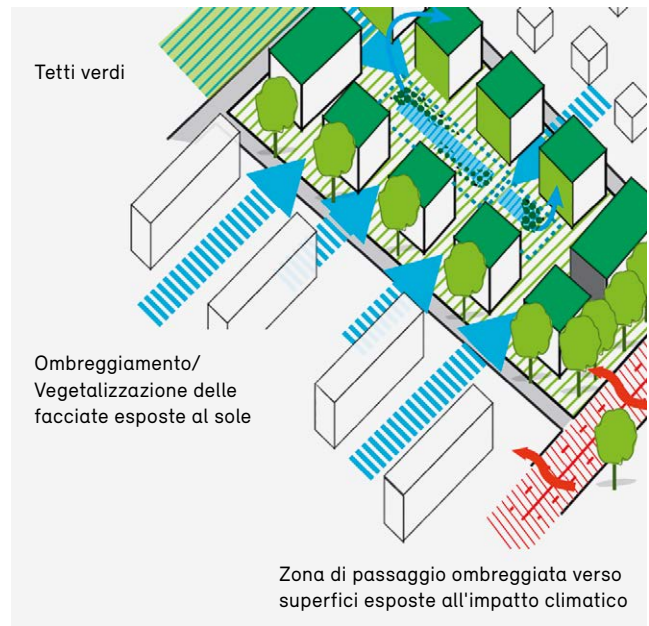 Tetti verdi
Ombreggiamento/
Vegetalizzazione delle
facciate esposte al sole
Zona di passaggio ombreggiata verso
superfici esposte all'impatto climatico